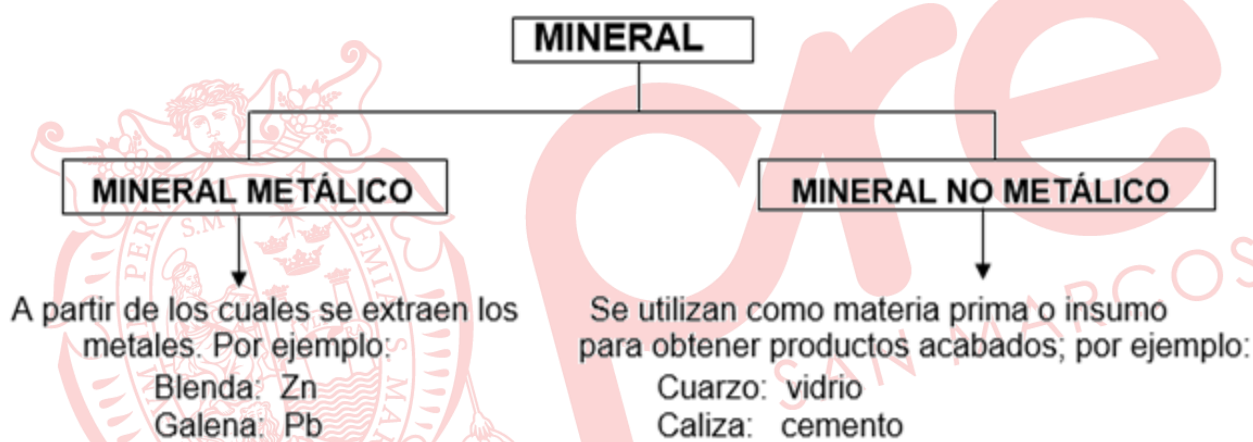 MINERAL
MINERAL METÁLICO
MINERAL NO METÁLICO
A partir de los cuales se extraen los
metales. Por ejemplo:
Blenda: Zn
Galena: Pb
Se utilizan como materia prima o insumo
para obtener productos acabados; por ejemplo:
Cuarzo: vidrio
Caliza: cemento
pre
SAN MARCOS
S.M